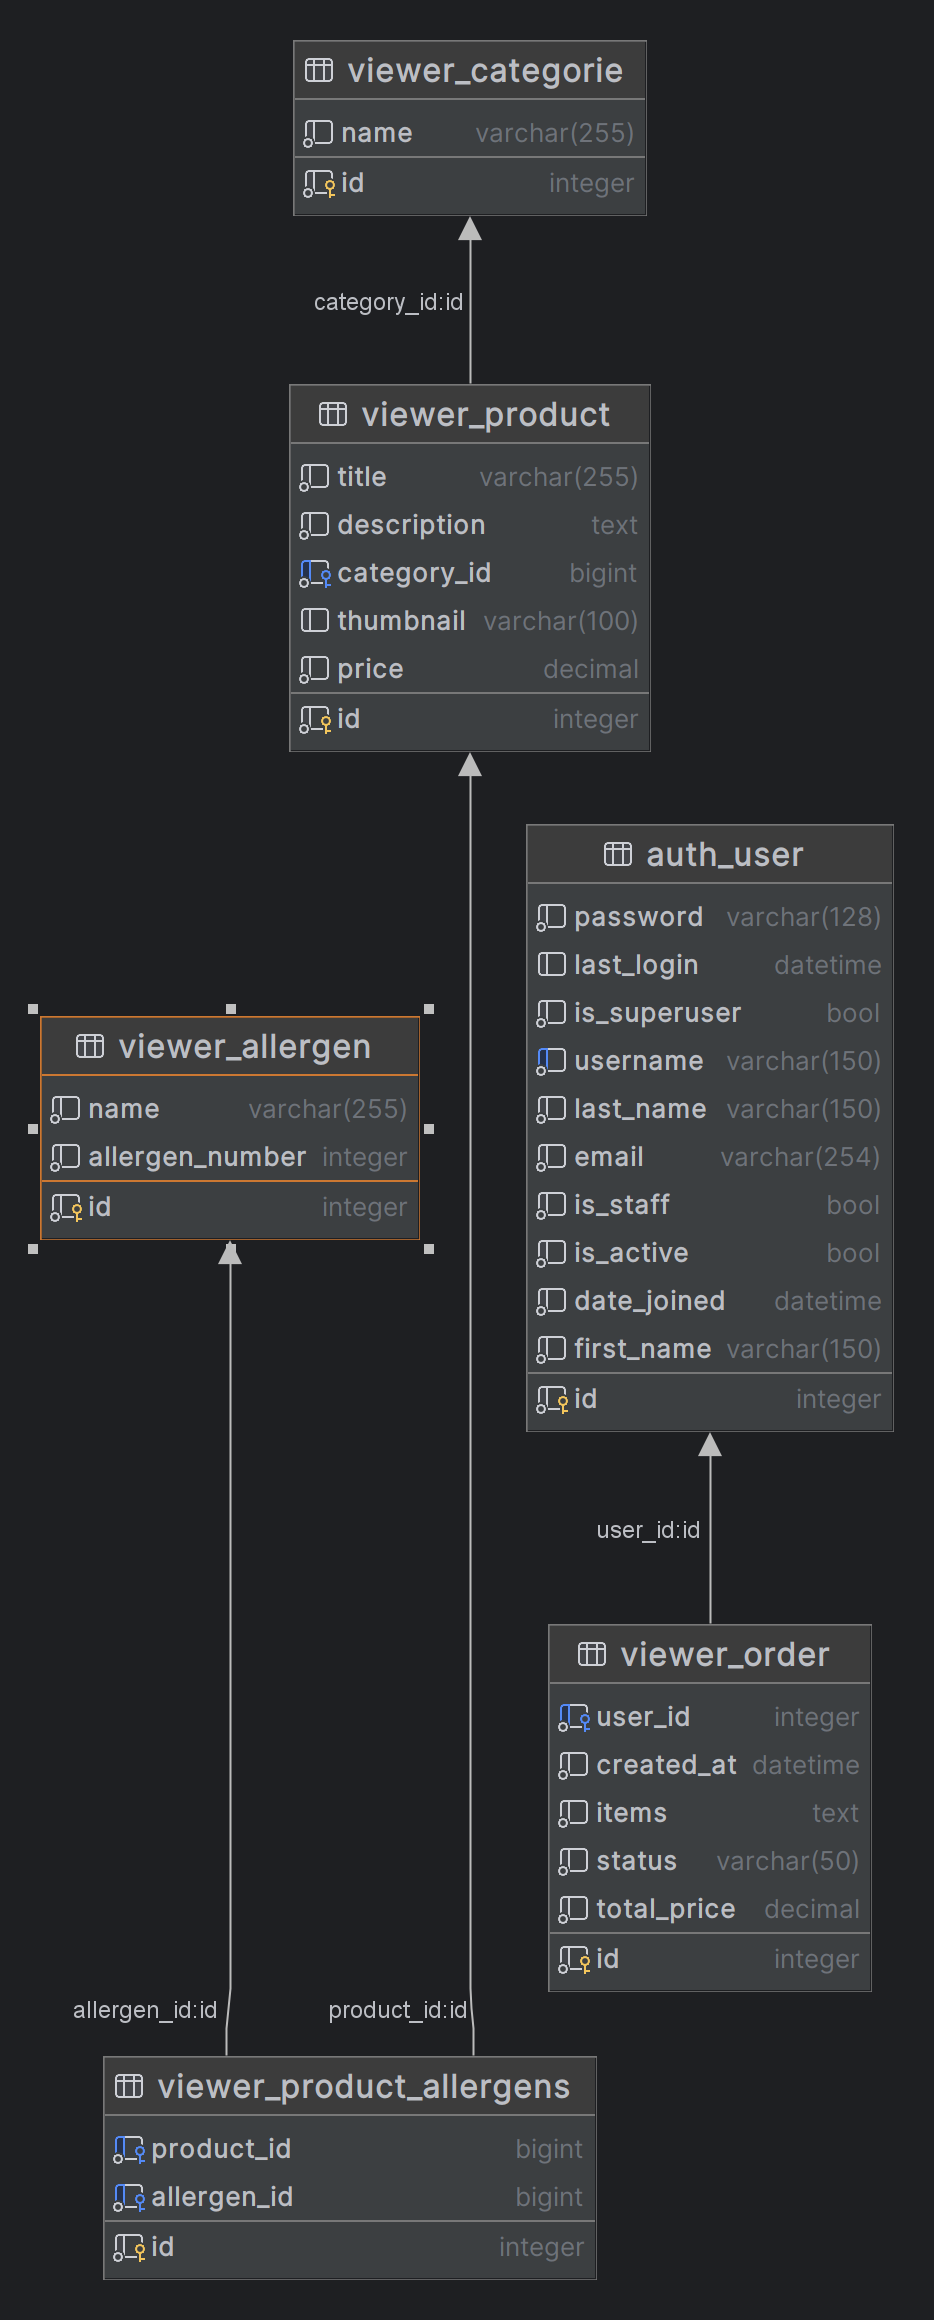 viewer_categorie
name varchar(255)
id integer
category_id:id
viewer_product
title varchar(255)
description text
category_id bigint
thumbnail varchar(100)
price decimal
id integer
auth_user
password varchar(128)
last_login datetime
is_superuser bool
username varchar(150)
last_name varchar(150)
email varchar(254)
is_staff bool
is_active bool
date_joined datetime
first_name varchar(150)
id integer
viewer_allergen
name varchar(255)
allergen_number integer
id integer
user_id:id
viewer_order
user_id integer
created_at datetime
items text
status varchar(50)
total_price decimal
id integer
allergen_id:id
product_id:id
viewer_product_allergens
product_id bigint
allergen_id bigint
id integer